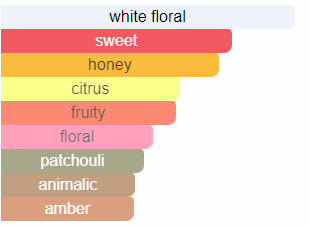 white floral
sweet
honey
citrus
fruity
floral
patchouli
animalic
amber